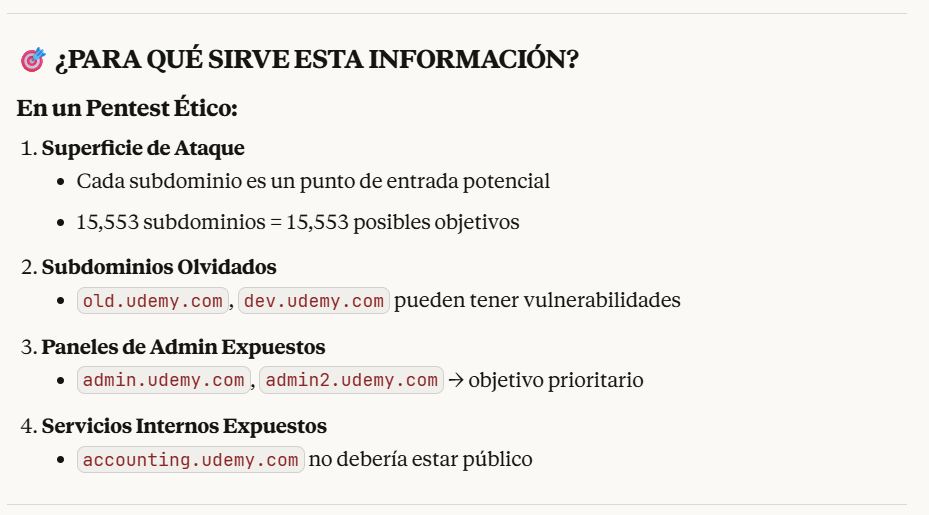 🎯 ¿PARA QUÉ SIRVE ESTA INFORMACIÓN?
En un Pentest Ético:
1. Superficie de Ataque
• Cada subdominio es un punto de entrada potencial
• 15,553 subdominios = 15,553 posibles objetivos
2. Subdominios Olvidados
• old.udemy.com, dev.udemy.com pueden tener vulnerabilidades
3. Paneles de Admin Expuestos
• admin.udemy.com, admin2.udemy.com → objetivo prioritario
4. Servicios Internos Expuestos
• accounting.udemy.com no debería estar público